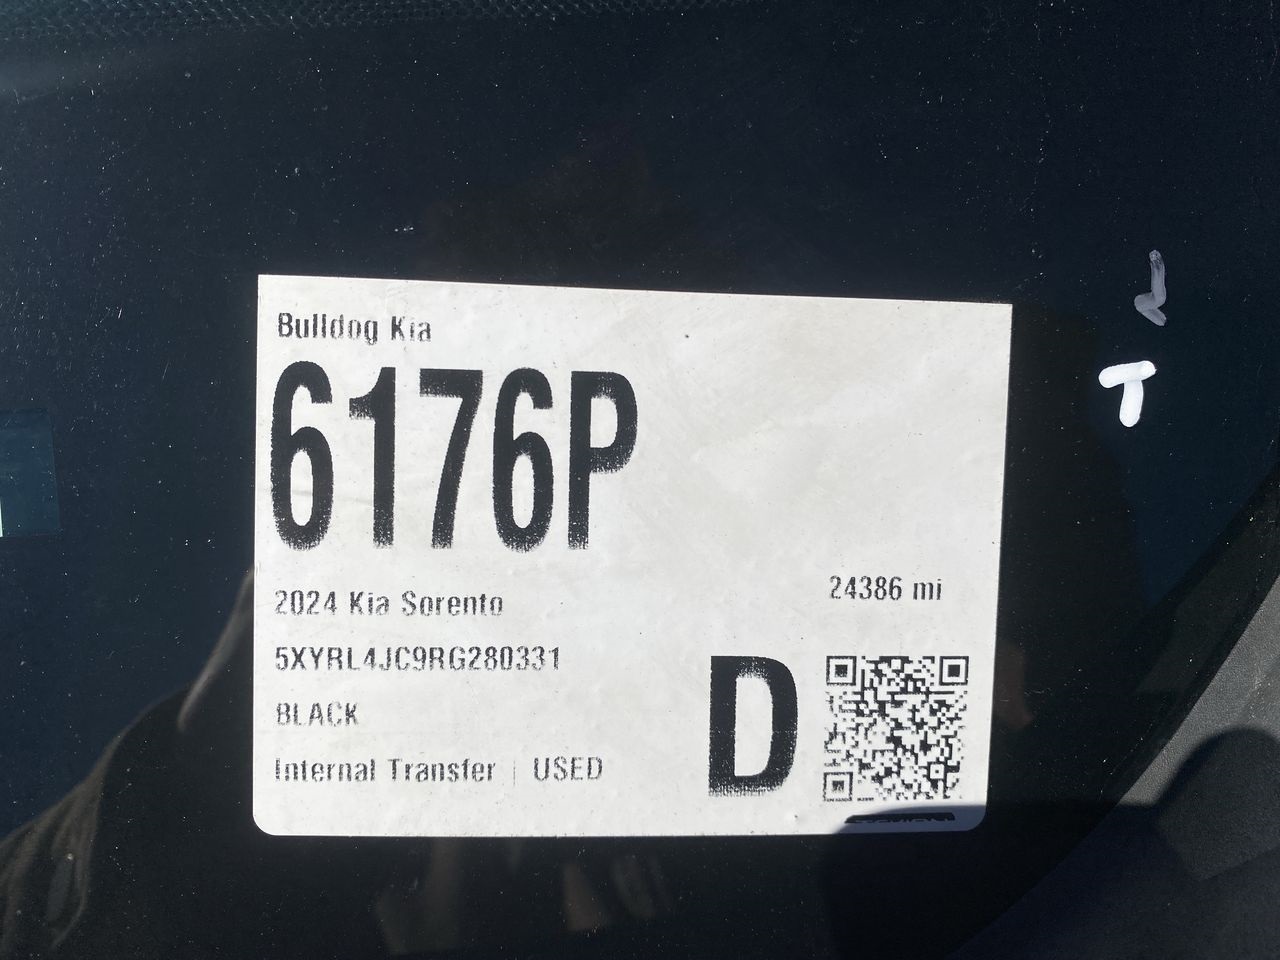 Bulldog Kia
6176P
2024 Kia Sorento
24386 mi
5XYRL4JC9RG280331
BLACK
D
Internal Transfer | USED
T